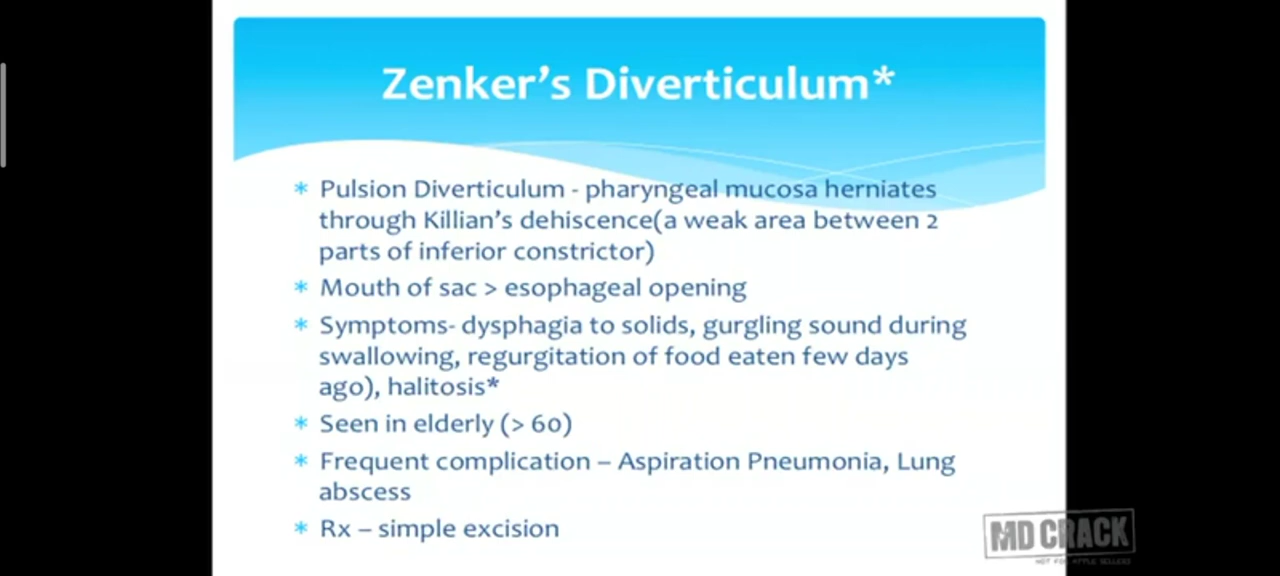 Zenker's Diverticulum*
* Pulsion Diverticulum - pharyngeal mucosa herniates
through Killian's dehiscence(a weak area between 2
parts of inferior constrictor)
* Mouth of sac > esophageal opening
* Symptoms- dysphagia to solids, gurgling sound during
swallowing, regurgitation of food eaten few days
ago), halitosis*
* Seen in elderly (> 60)
* Frequent complication – Aspiration Pneumonia, Lung
abscess
* Rx – simple excision
MD CRACK